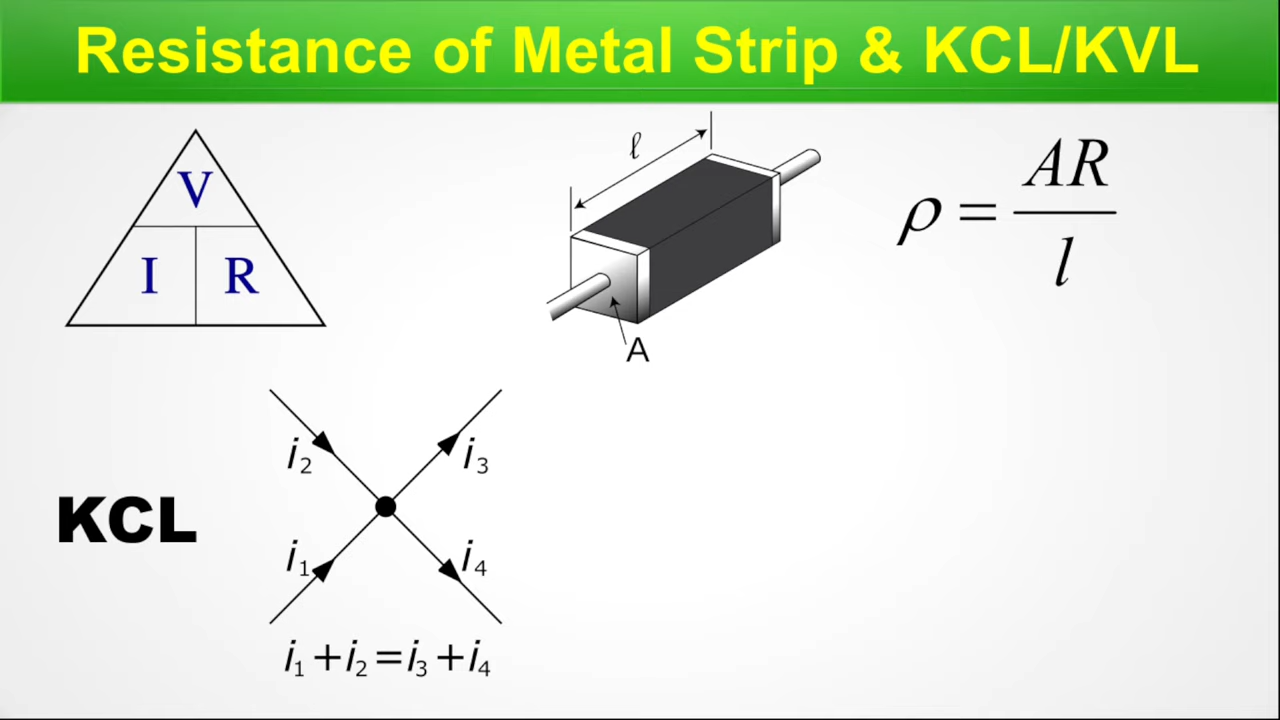 Resistance of Metal Strip & KCL/KVL
V
I R
ℓ
A
ρ = AR / l
KCL
i₂
i₃
i₁
i₄
i₁ + i₂ = i₃ + i₄